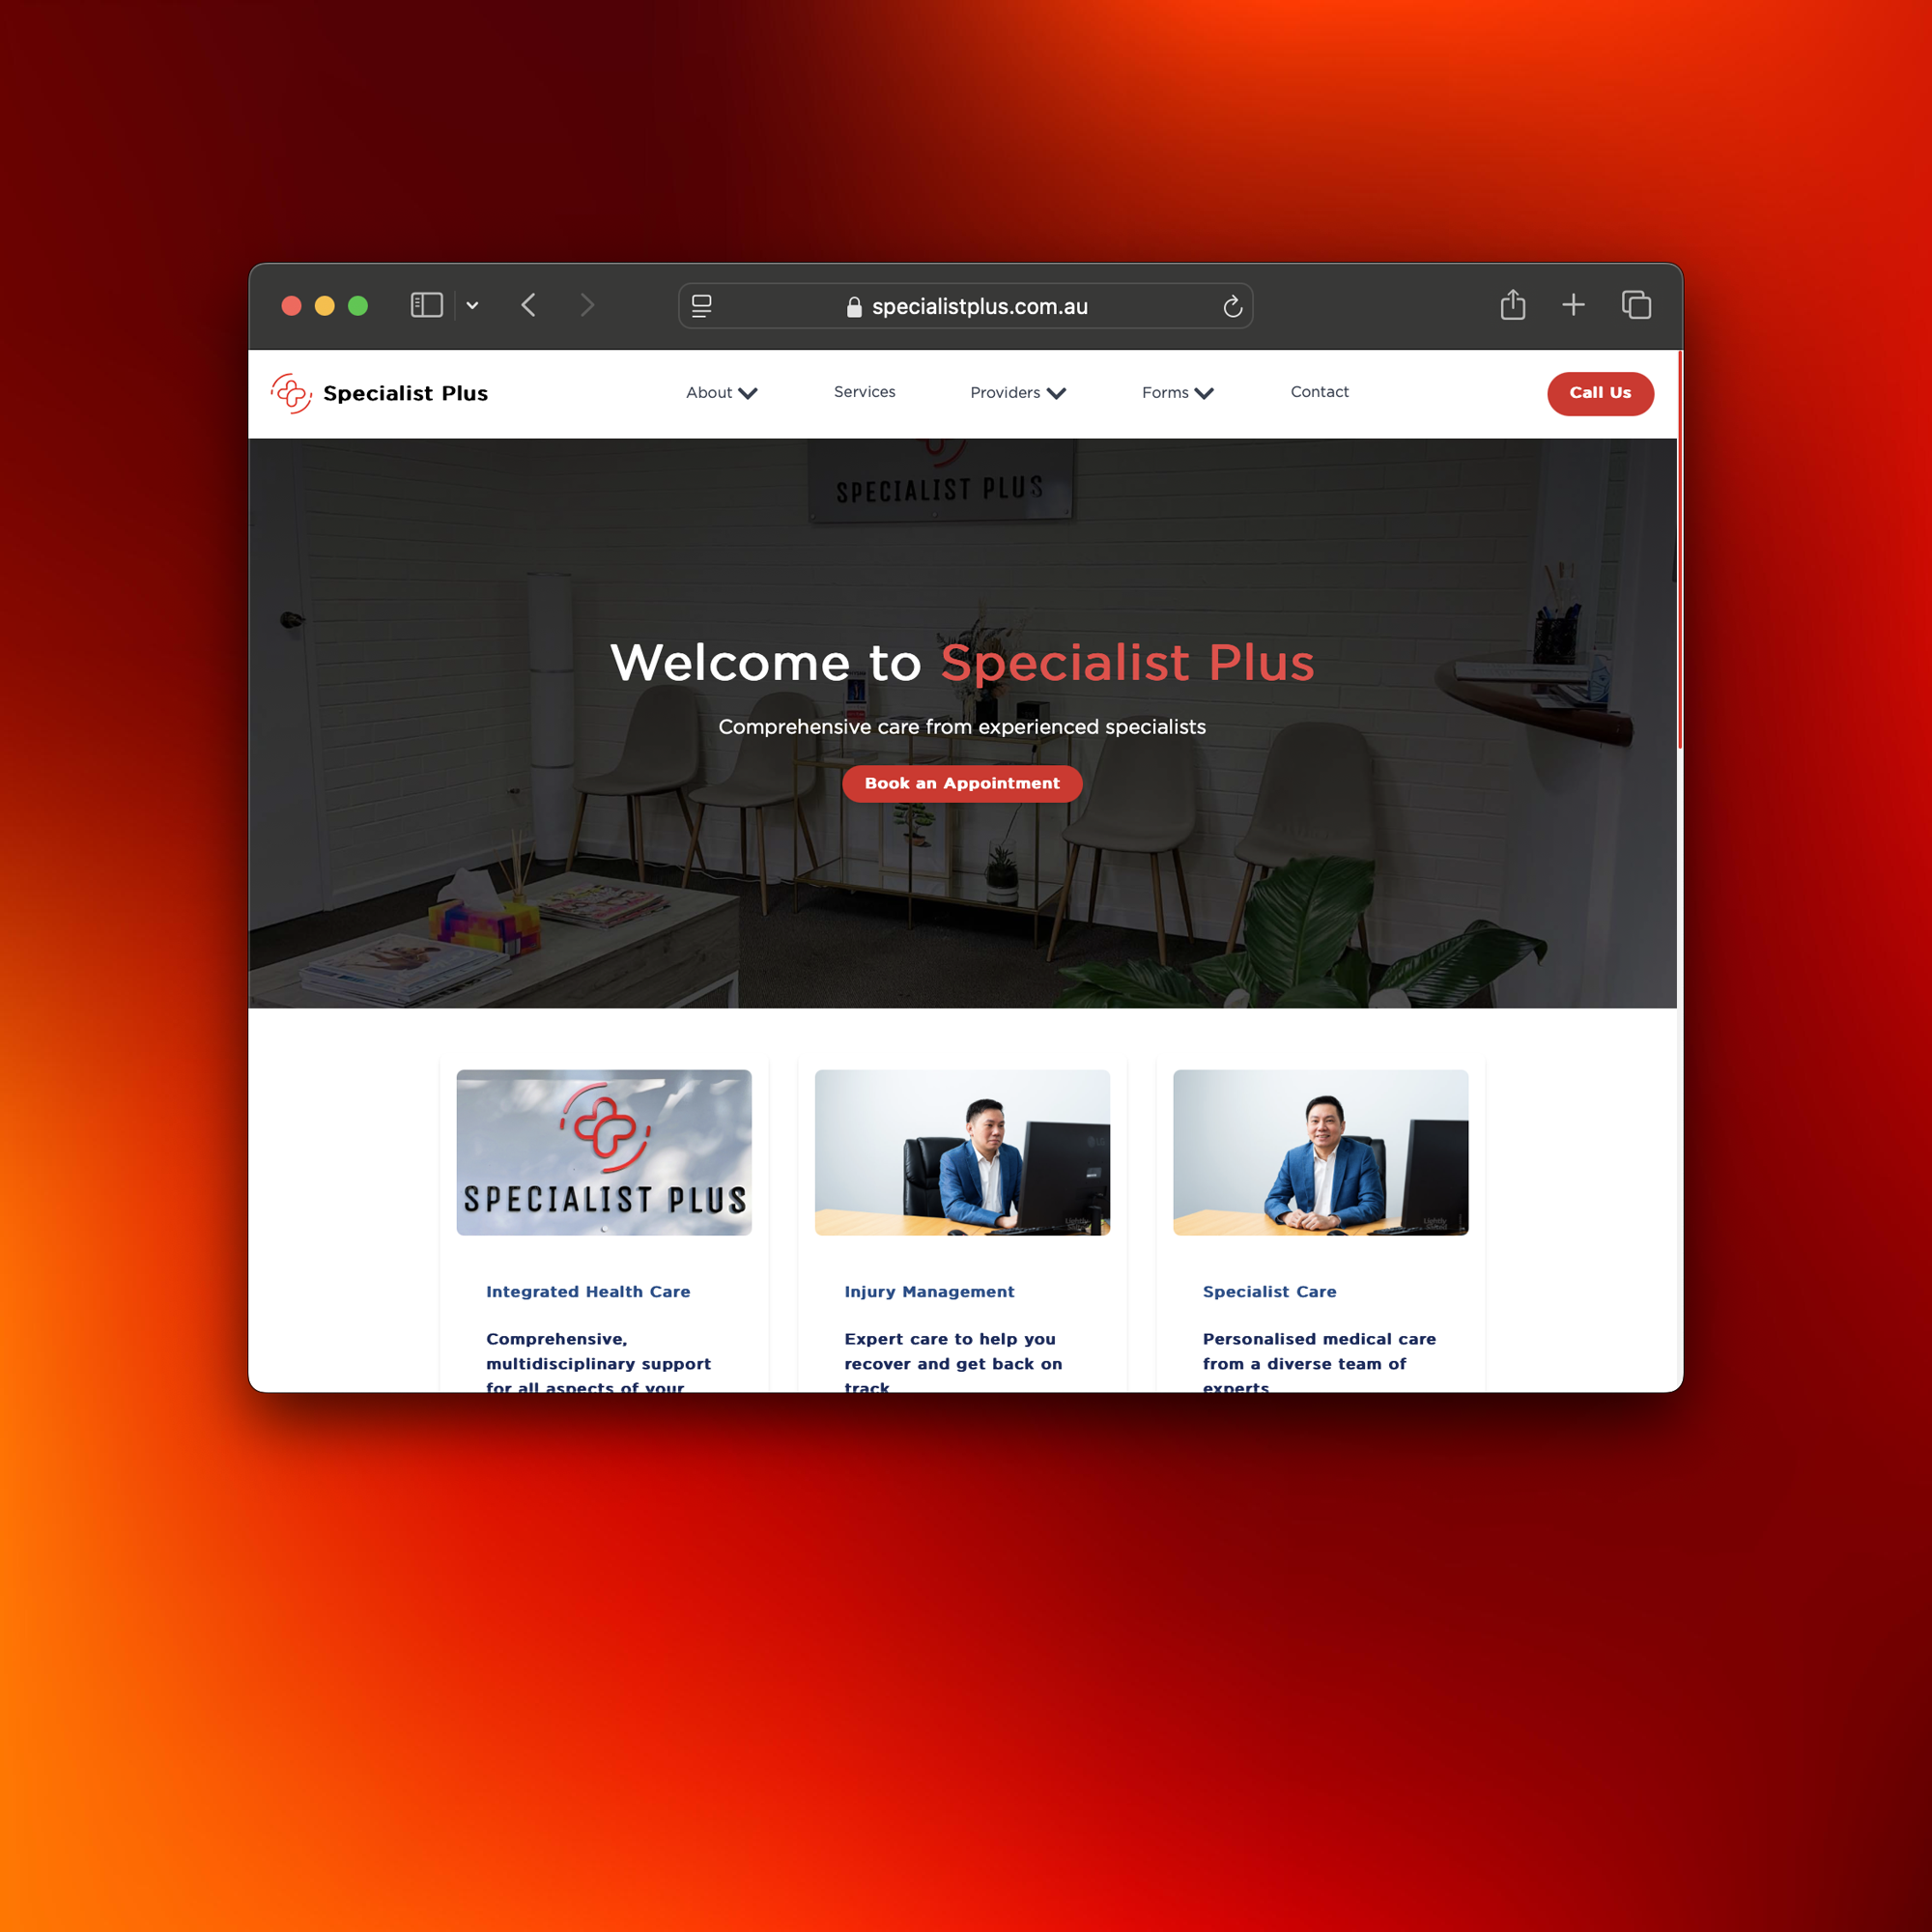 specialistplus.com.au
Specialist Plus
About
Services
Providers
Forms
Contact
Call Us
SPECIALIST PLUS
Welcome to Specialist Plus
Comprehensive care from experienced specialists
Book an Appointment
SPECIALIST PLUS
LG
Integrated Health Care
Comprehensive,
multidisciplinary support
for all aspects of your
Injury Management
Expert care to help you
recover and get back on
track
Specialist Care
Personalised medical care
from a diverse team of
experts